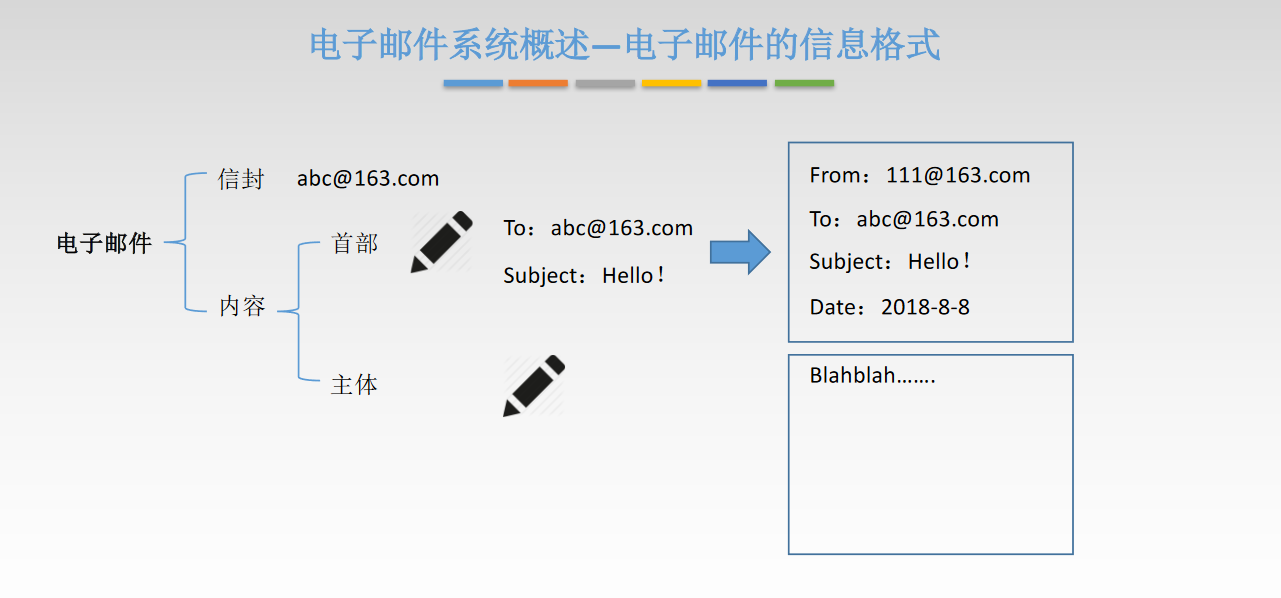 电子邮件系统概述—电子邮件的信息格式
信封 abc@163.com
电子邮件
首部
To：abc@163.com
Subject：Hello！
内容
主体
From：111@163.com
To：abc@163.com
Subject：Hello！
Date：2018-8-8
Blahblah…….